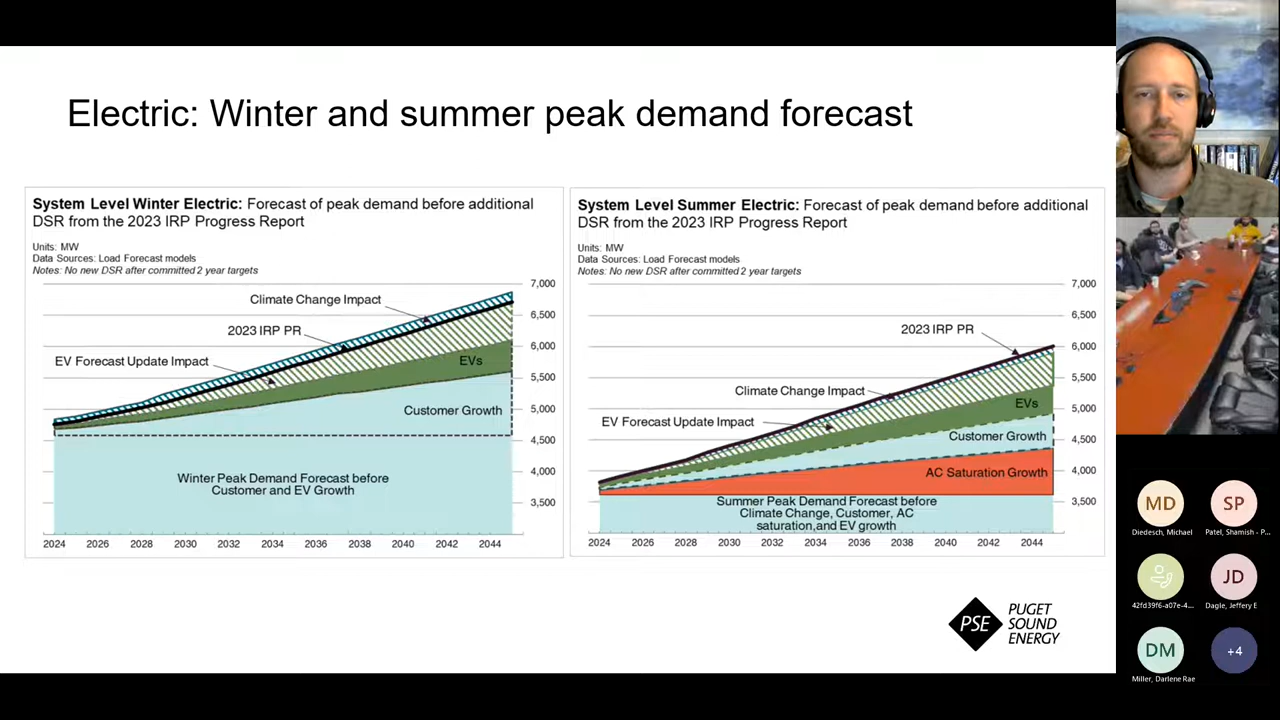 Electric: Winter and summer peak demand forecast
System Level Winter Electric: Forecast of peak demand before additional
DSR from the 2023 IRP Progress Report
Units: MW
Data Sources: Load Forecast models
Notes: No new DSR after committed 2 year targets
7,000
6,500
6,000
5,500
5,000
4,500
4,000
3,500
Climate Change Impact
2023 IRP PR
EV Forecast Update Impact
EVs
Customer Growth
Winter Peak Demand Forecast before
Customer and EV Growth
2024 2026 2028 2030 2032 2034 2036 2038 2040 2042 2044
System Level Summer Electric: Forecast of peak demand before additional
DSR from the 2023 IRP Progress Report
Units: MW
Data Sources: Load Forecast models
Notes: No new DSR after committed 2 year targets
7,000
6,500
6,000
5,500
5,000
4,500
4,000
3,500
2023 IRP PR
Climate Change Impact
EV Forecast Update Impact
EVs
Customer Growth
AC Saturation Growth
Summer Peak Demand Forecast before
Climate Change, Customer, AC
saturation,and EV growth
2024 2026 2028 2030 2032 2034 2036 2038 2040 2042 2044
PSE
PUGET
SOUND
ENERGY
MD
SP
Diedesch, Michael
Patel, Shamish - P...
JD
42fd39f6-a07e-4...
Dagle, Jeffery E
DM
+4
Miller, Darlene Rae